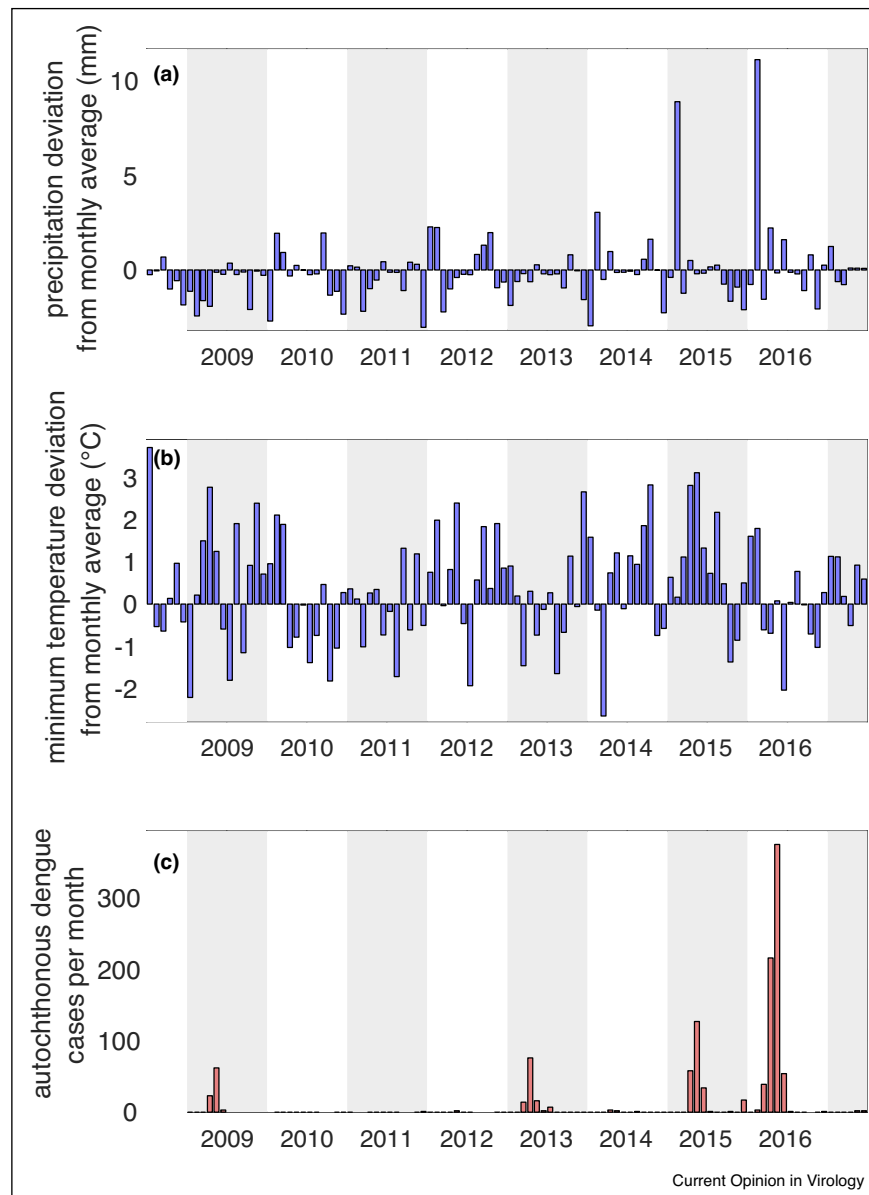 (a)
precipitation deviation
from monthly average (mm)
10
5
0
2009 2010 2011 2012 2013 2014 2015 2016
(b)
minimum temperature deviation
from monthly average (°C)
3
2
1
0
-1
-2
2009 2010 2011 2012 2013 2014 2015 2016
(c)
autochthonous dengue
cases per month
300
200
100
0
2009 2010 2011 2012 2013 2014 2015 2016
Current Opinion in Virology